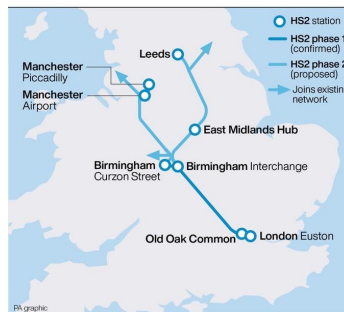 HS2 station
HS2 phase 1
(confirmed)
HS2 phase 2
(proposed)
Joins existin
network
Leeds
Manchester
Piccadilly
Manchester
Airport
East Midlands Hub
Birmingham
Curzon Street
Birmingham Interchange
Old Oak Common
London Euston
PA graphic